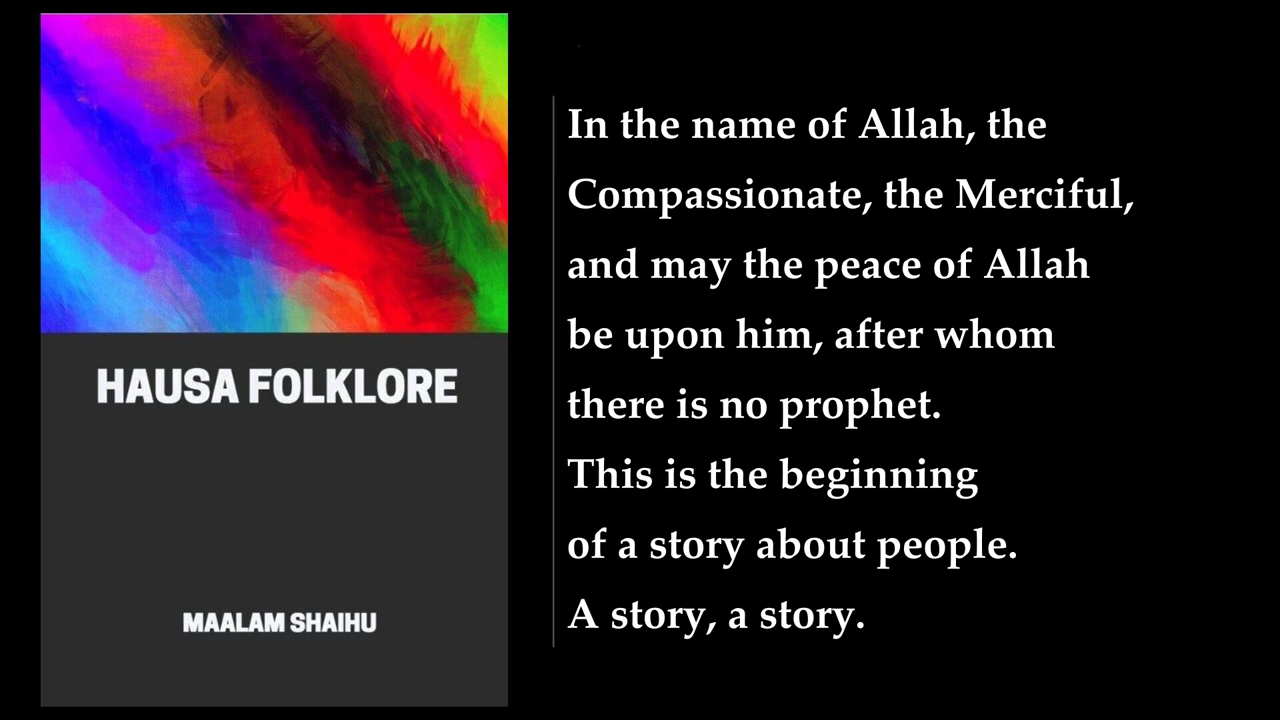 HAUSA FOLKLORE
MAALAM SHAIHU
In the name of Allah, the
Compassionate, the Merciful,
and may the peace of Allah
be upon him, after whom
there is no prophet.
This is the beginning
of a story about people.
A story, a story.